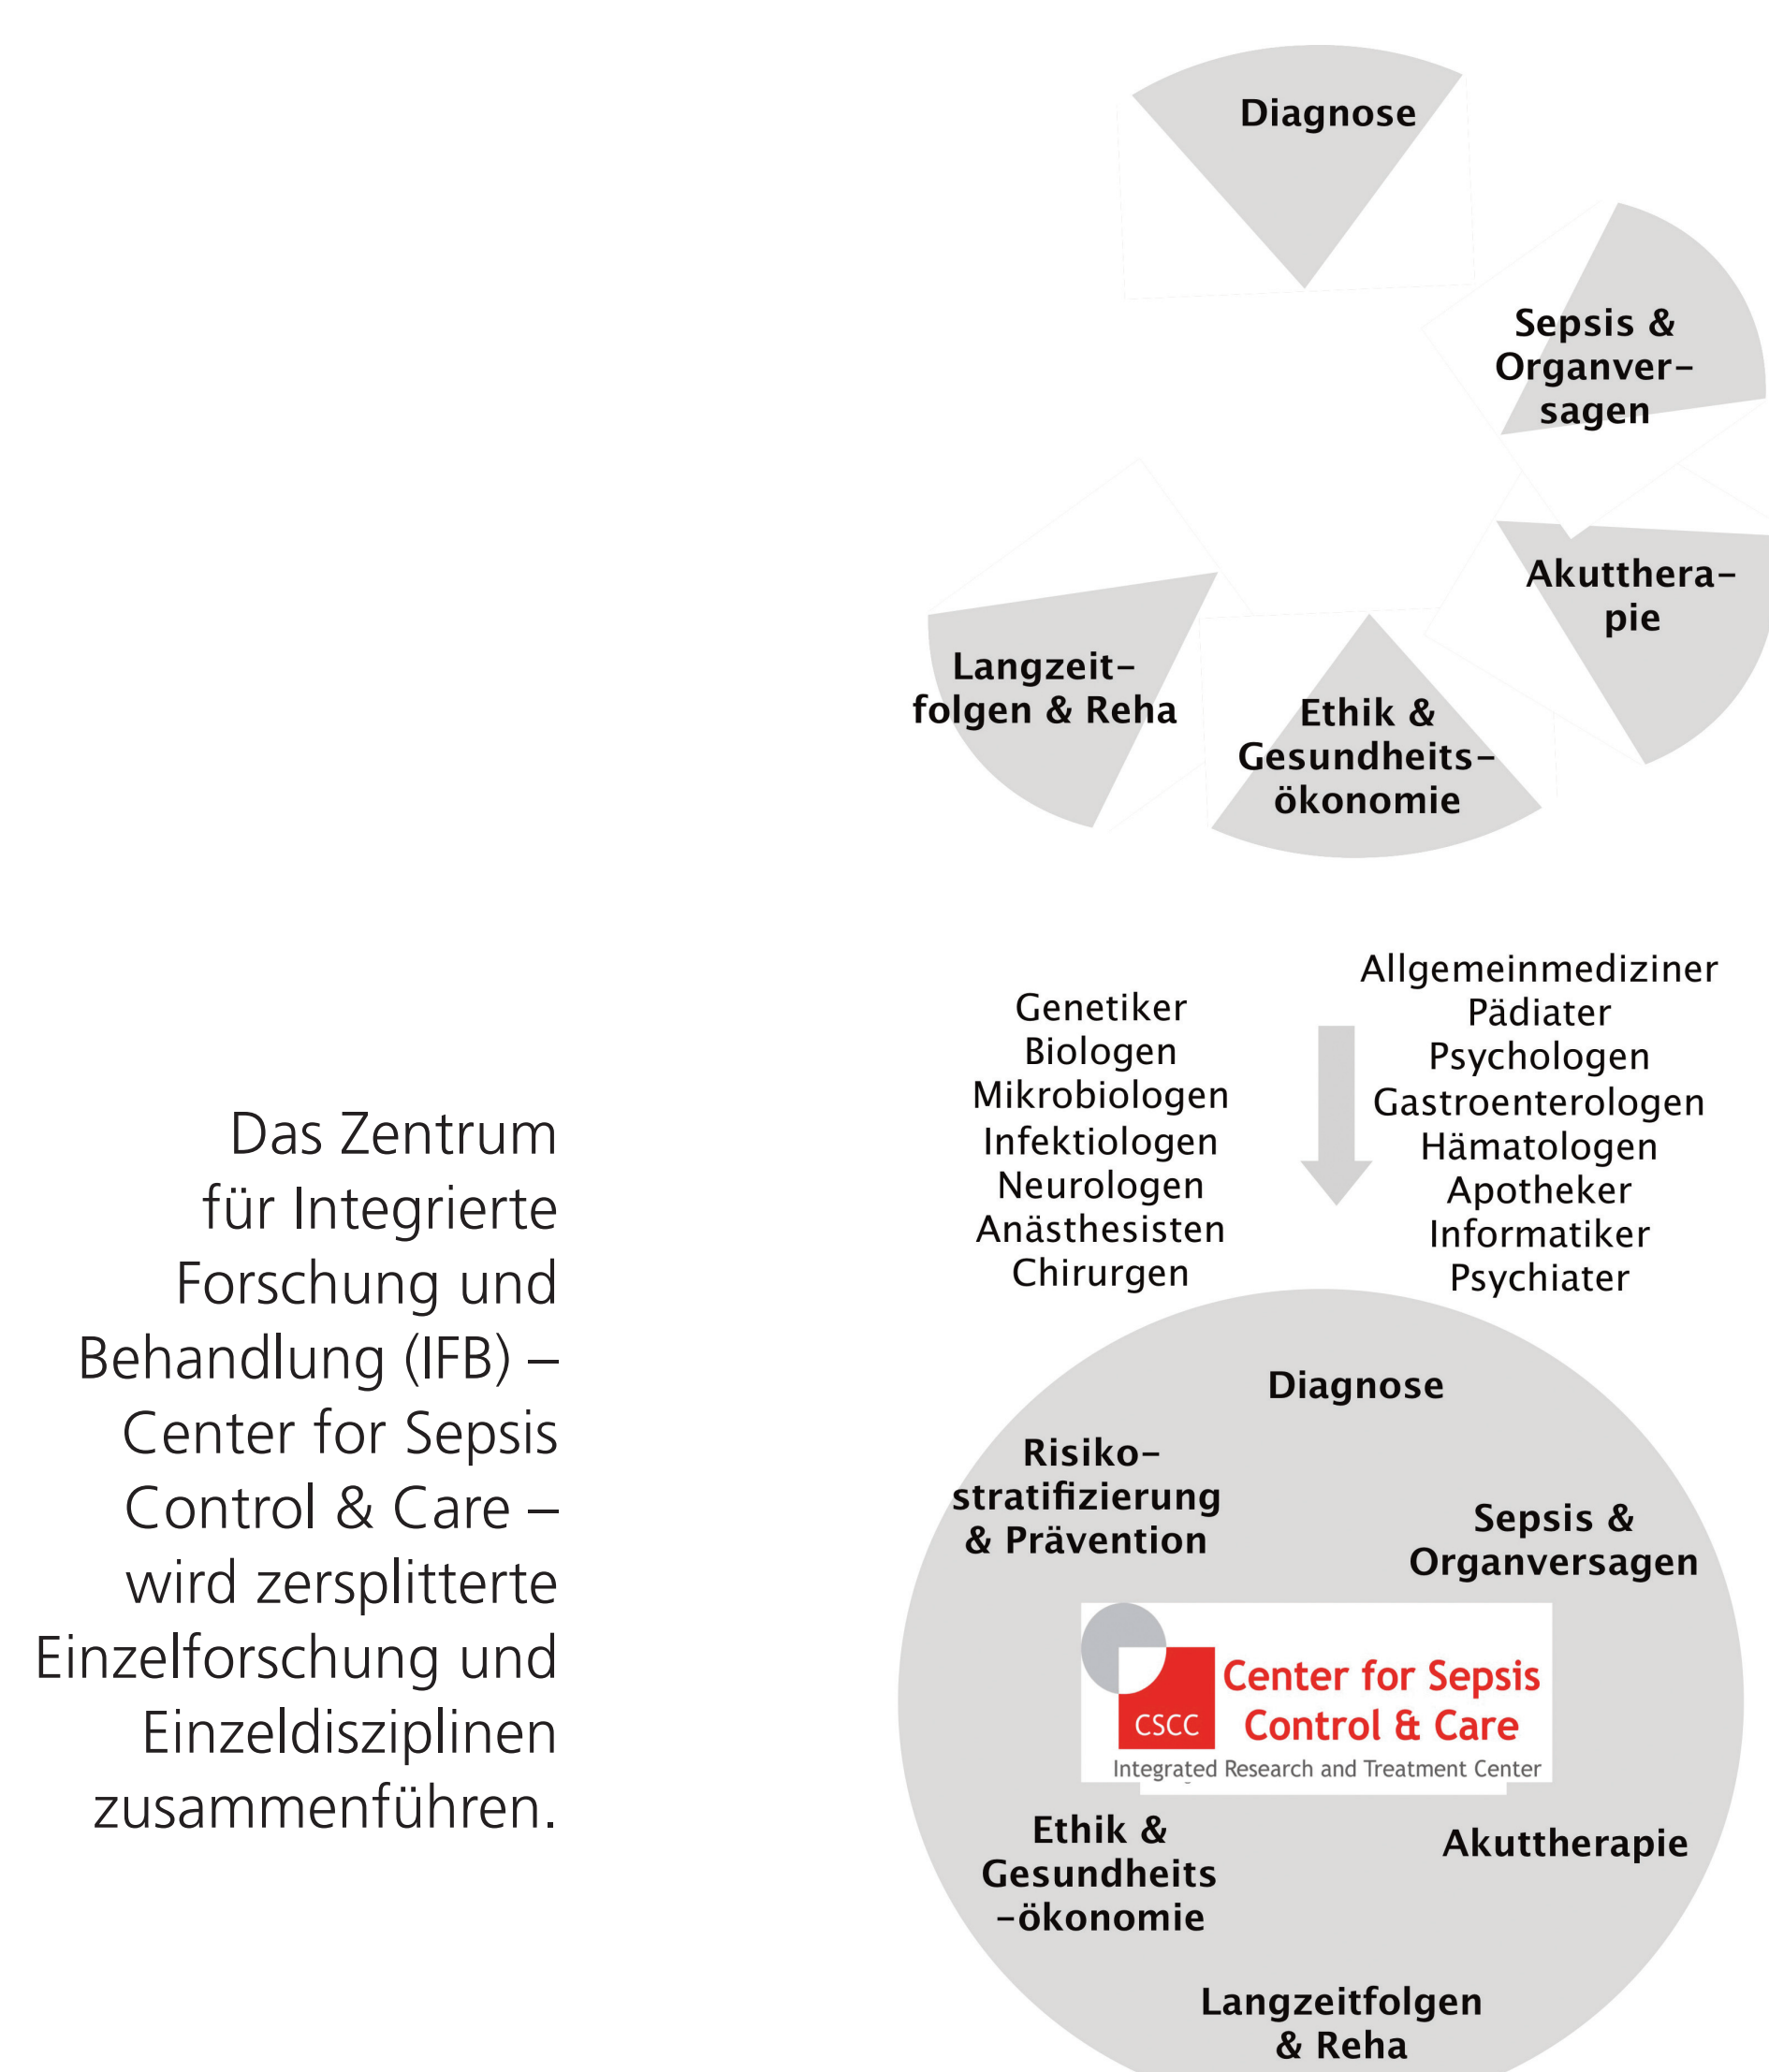 Das Zentrum
für Integrierte
Forschung und
Behandlung (IFB) –
Center for Sepsis
Control & Care –
wird zersplitterte
Einzelforschung und
Einzeldisziplinen
zusammenführen.
Diagnose
Sepsis &
Organver-
sagen
Akutthera-
pie
Ethik &
Gesundheits-
ökonomie
Langzeit-
folgen & Reha
Genetiker
Biologen
Mikrobiologen
Infektiologen
Neurologen
Anästhesisten
Chirurgen
Allgemeinmediziner
Pädiater
Psychologen
Gastroenterologen
Hämatologen
Apotheker
Informatiker
Psychiater
Diagnose
Risiko-
stratifizierung
& Prävention
Sepsis &
Organversagen
CSCC
Center for Sepsis
Control & Care
Integrated Research and Treatment Center
Ethik &
Gesundheits
-ökonomie
Akuttherapie
Langzeitfolgen
& Reha